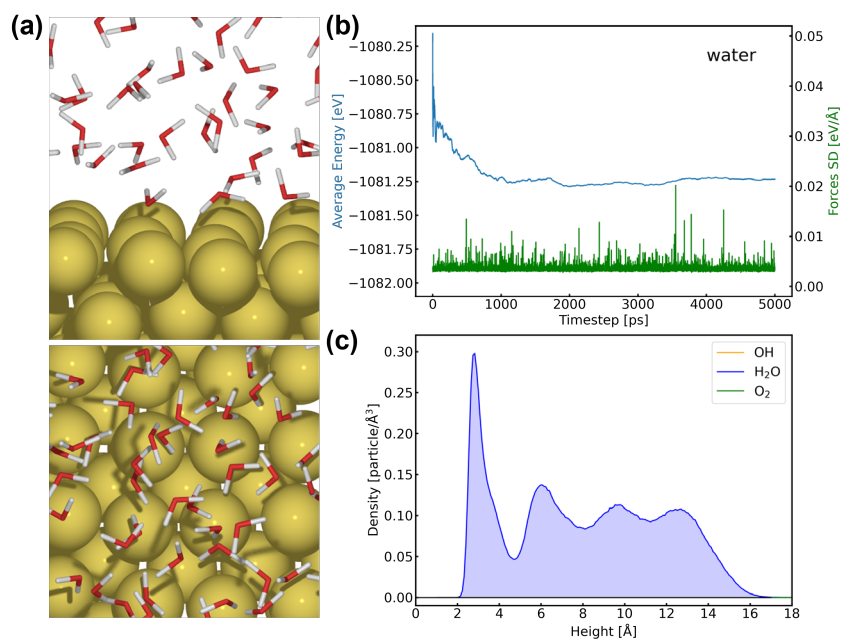 (a)
(b)
water
Average Energy [eV]
−1080.25
−1080.50
−1080.75
−1081.00
−1081.25
−1081.50
−1081.75
−1082.00
0.05
0.04
0.03
0.02
0.01
0.00
Forces SD [eV/Å]
0 1000 2000 3000 4000 5000
Timestep [ps]
(c)
OH
H₂O
O₂
Density [particle/Å³]
0.30
0.25
0.20
0.15
0.10
0.05
0.00
0 2 4 6 8 10 12 14 16 18
Height [Å]